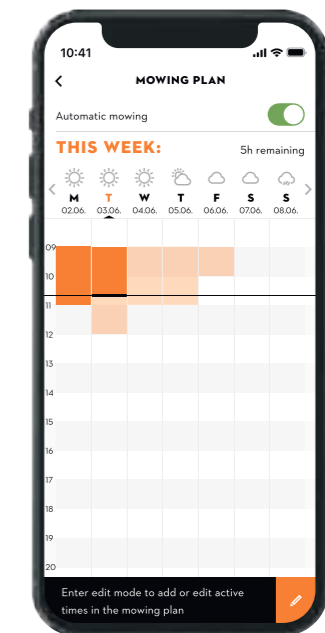 10:41
MOWING PLAN
Automatic mowing
THIS WEEK:
5h remaining
M T W T F S S
02.06. 03.06. 04.06. 05.06. 06.06. 07.06. 08.06.
09
10
11
12
13
14
15
16
17
18
19
20
Enter edit mode to add or edit active
times in the mowing plan